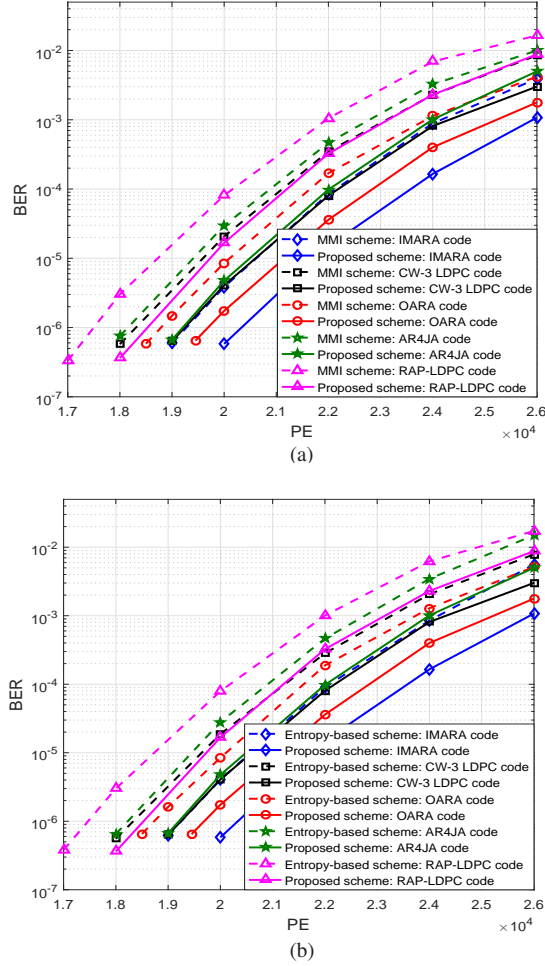 10^-2
10^-3
10^-4
10^-5
10^-6
10^-7
BER
MMI scheme: IMARA code
Proposed scheme: IMARA code
MMI scheme: CW-3 LDPC code
Proposed scheme: CW-3 LDPC code
MMI scheme: OARA code
Proposed scheme: OARA code
MMI scheme: AR4JA code
Proposed scheme: AR4JA code
MMI scheme: RAP-LDPC code
Proposed scheme: RAP-LDPC code
1.7 1.8 1.9 2 2.1 2.2 2.3 2.4 2.5 2.6
PE
×10^4
(a)
10^-2
10^-3
10^-4
10^-5
10^-6
10^-7
BER
Entropy-based scheme: IMARA code
Proposed scheme: IMARA code
Entropy-based scheme: CW-3 LDPC code
Proposed scheme: CW-3 LDPC code
Entropy-based scheme: OARA code
Proposed scheme: OARA code
Entropy-based scheme: AR4JA code
Proposed scheme: AR4JA code
Entropy-based scheme: RAP-LDPC code
Proposed scheme: RAP-LDPC code
1.7 1.8 1.9 2 2.1 2.2 2.3 2.4 2.5 2.6
PE
×10^4
(b)